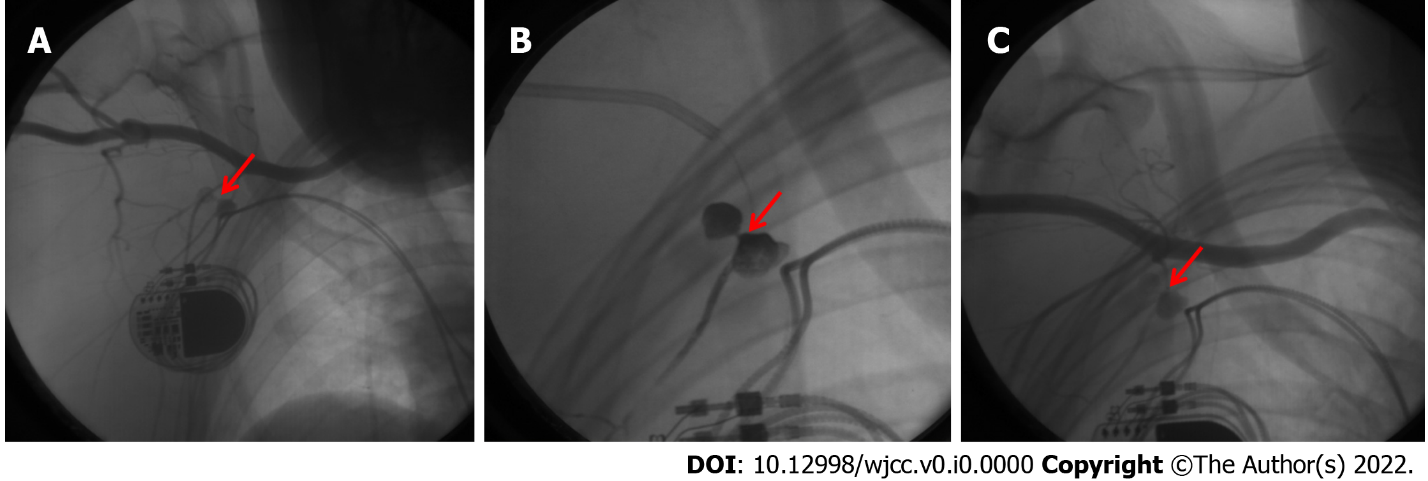 A
B
C
DOI: 10.12998/wjcc.v0.i0.0000 Copyright ©The Author(s) 2022.